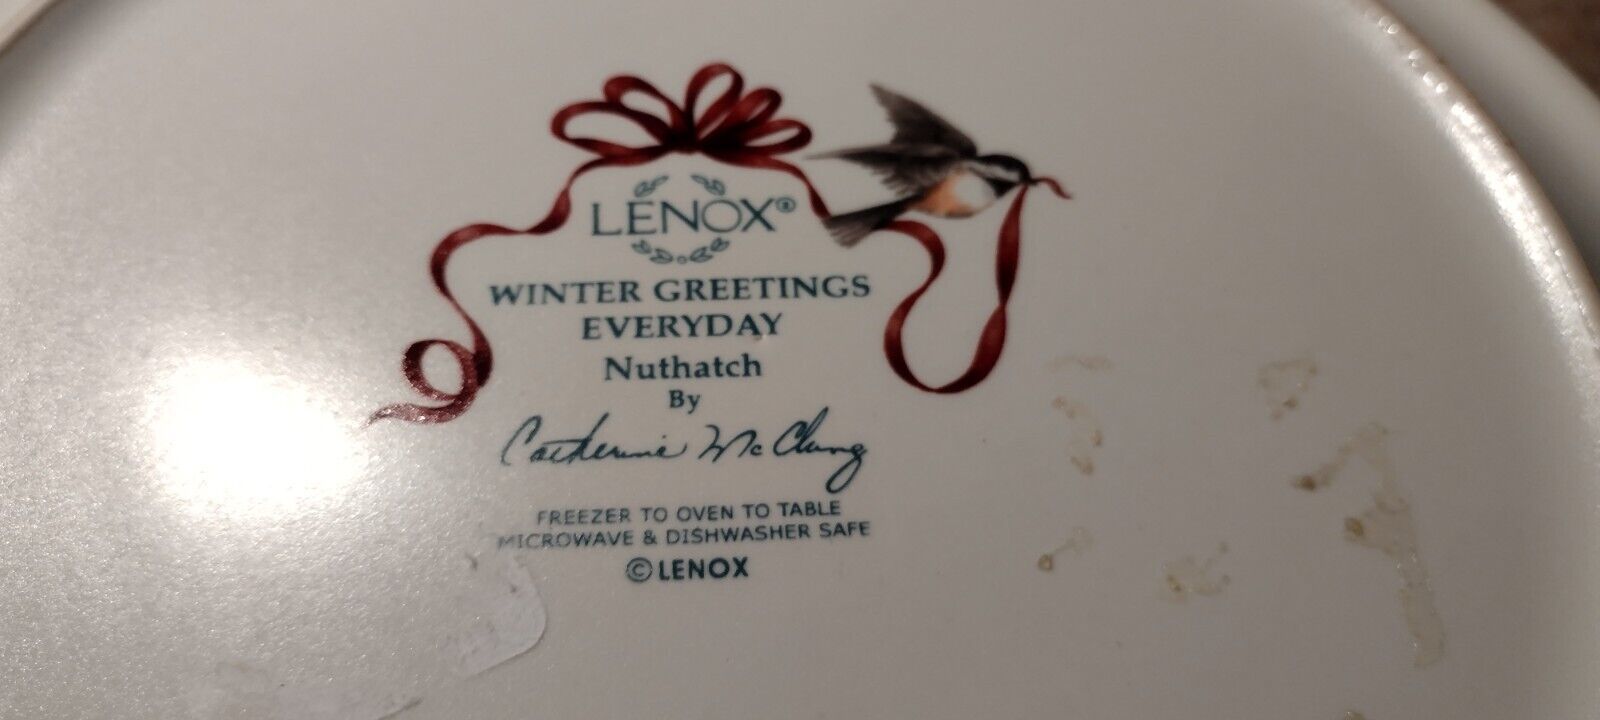 LENOX®
WINTER GREETINGS
EVERYDAY
Nuthatch
By
Catherine McClung
FREEZER TO OVEN TO TABLE
MICROWAVE & DISHWASHER SAFE
© LENOX